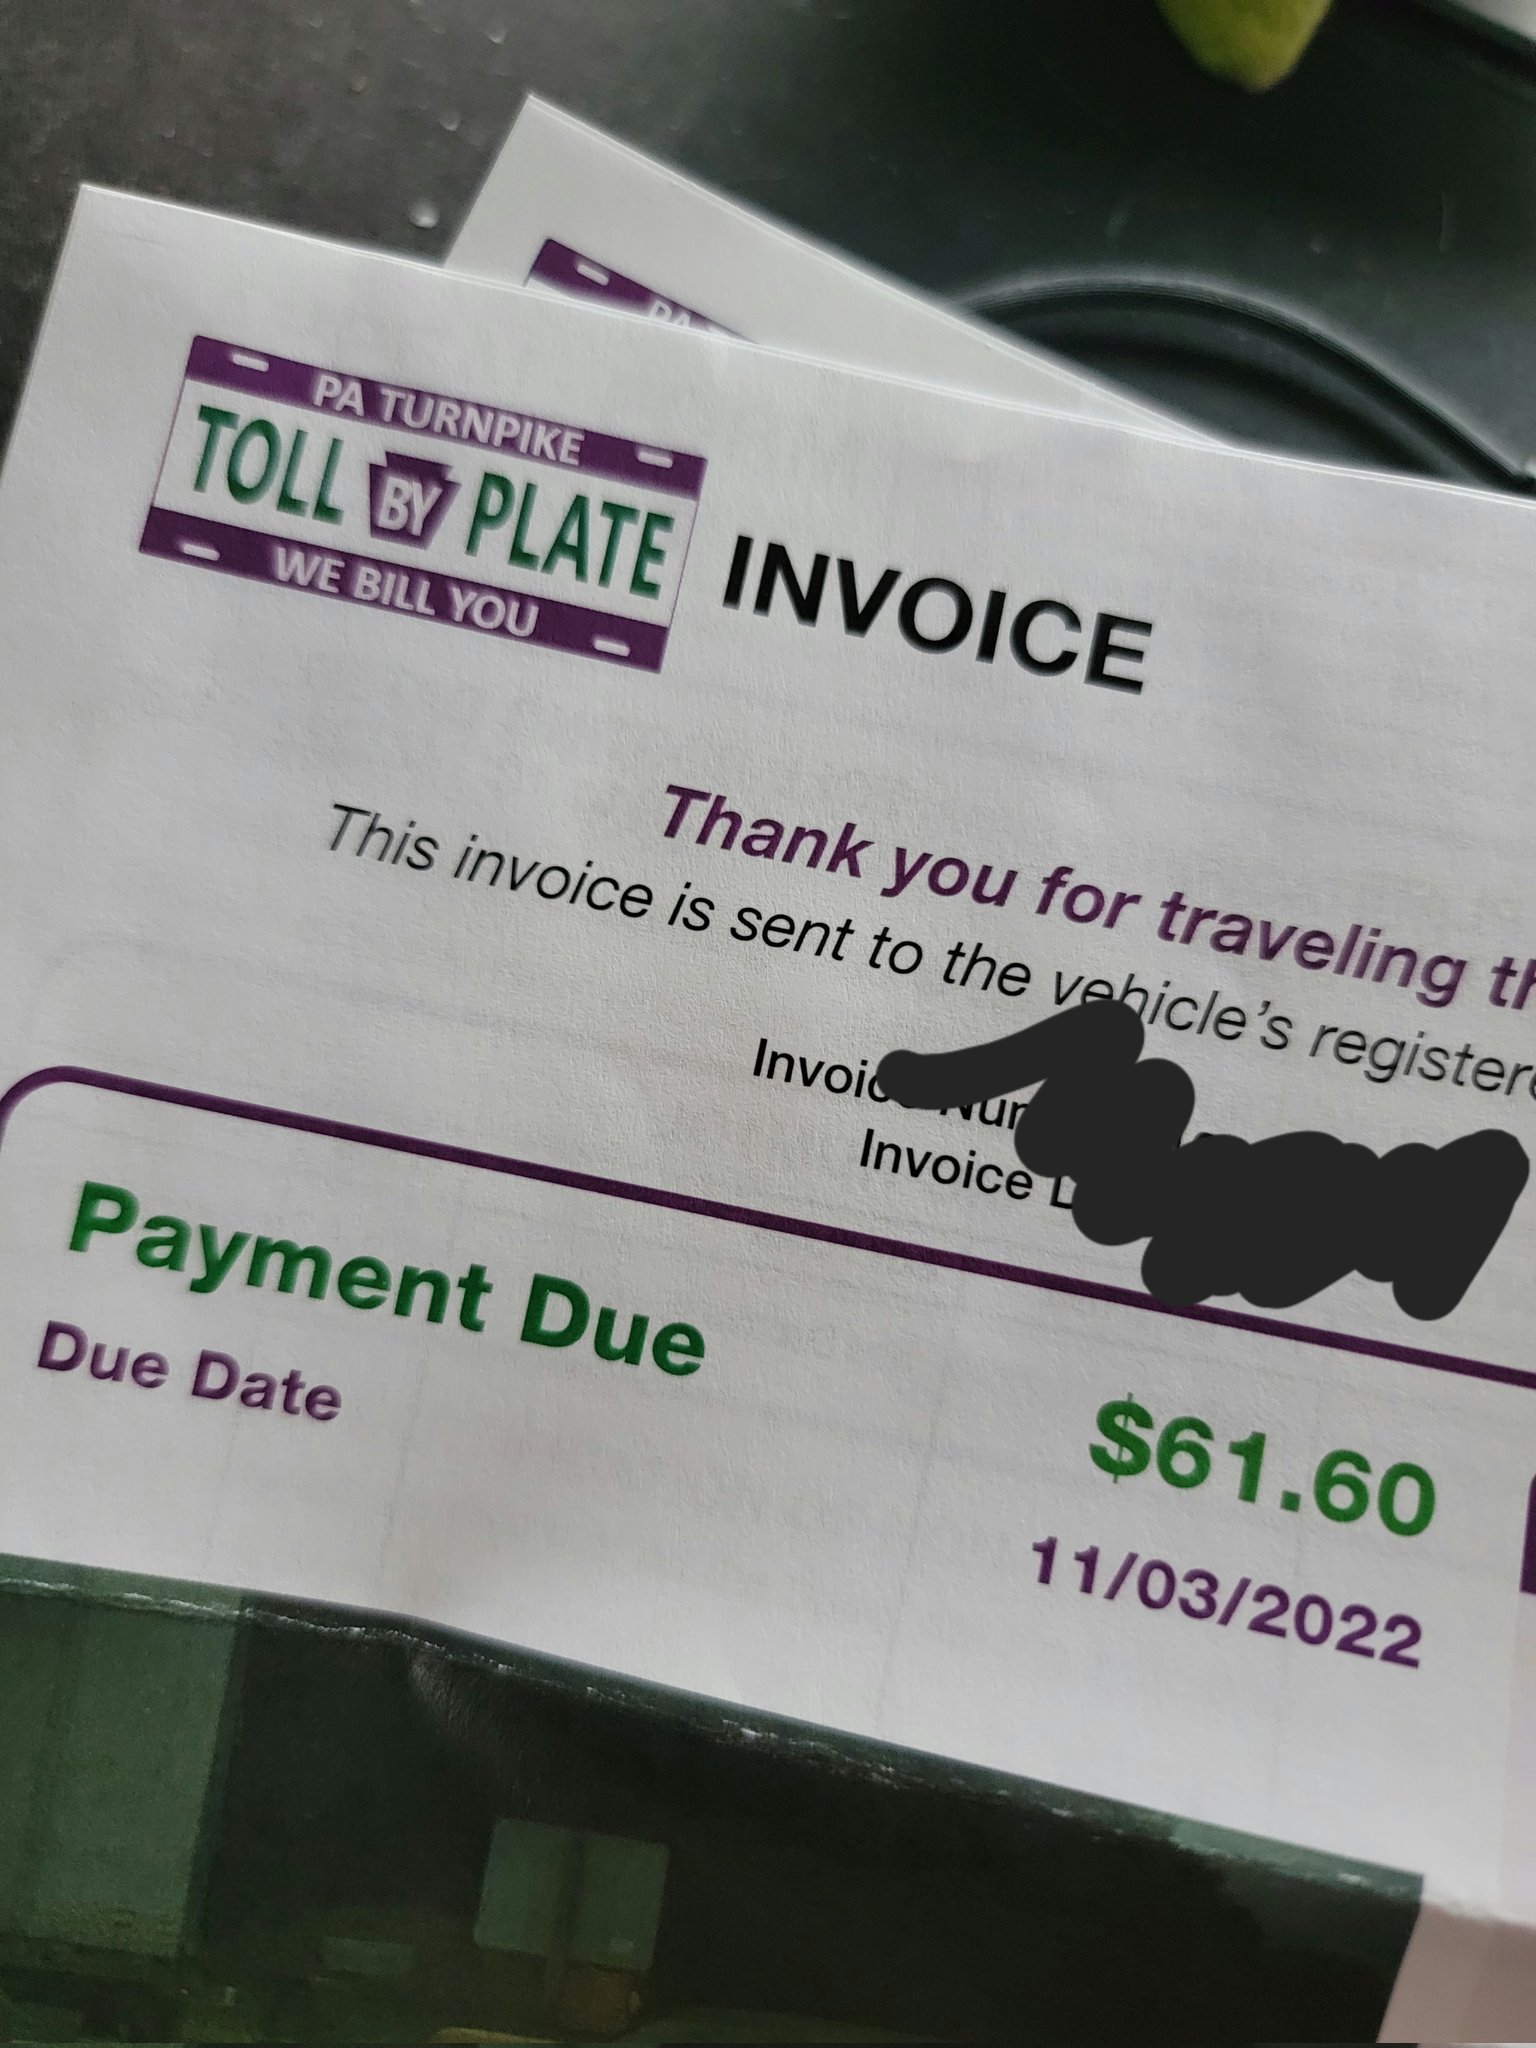 PA TURNPIKE
TOLL BY PLATE
WE BILL YOU
INVOICE
Thank you for traveling
This invoice is sent to the vehicle's
Invoice
Payment Due
$61.60
Due Date
11/03/2022